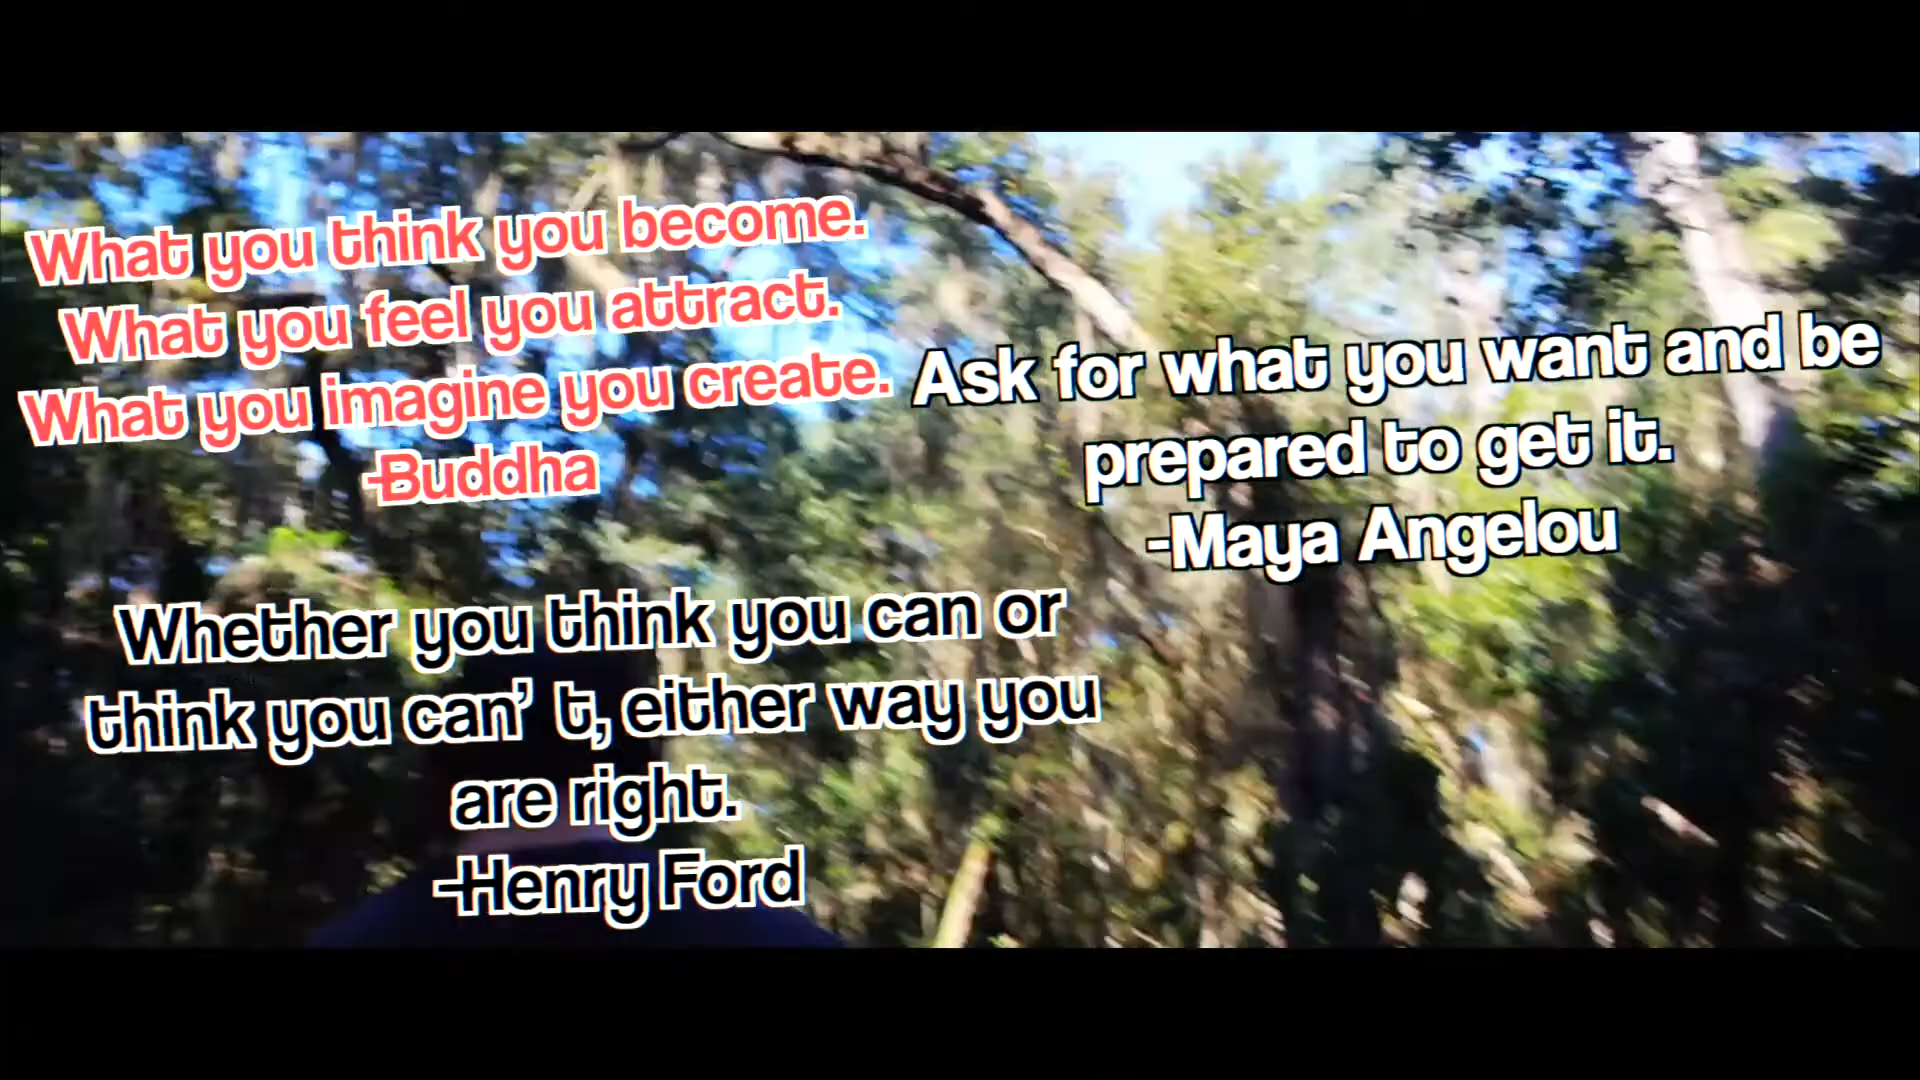 What you think you become.
What you feel you attract.
What you imagine you create.
-Buddha
Ask for what you want and be
prepared to get it.
-Maya Angelou
Whether you think you can or
think you can’ t, either way you
are right.
-Henry Ford